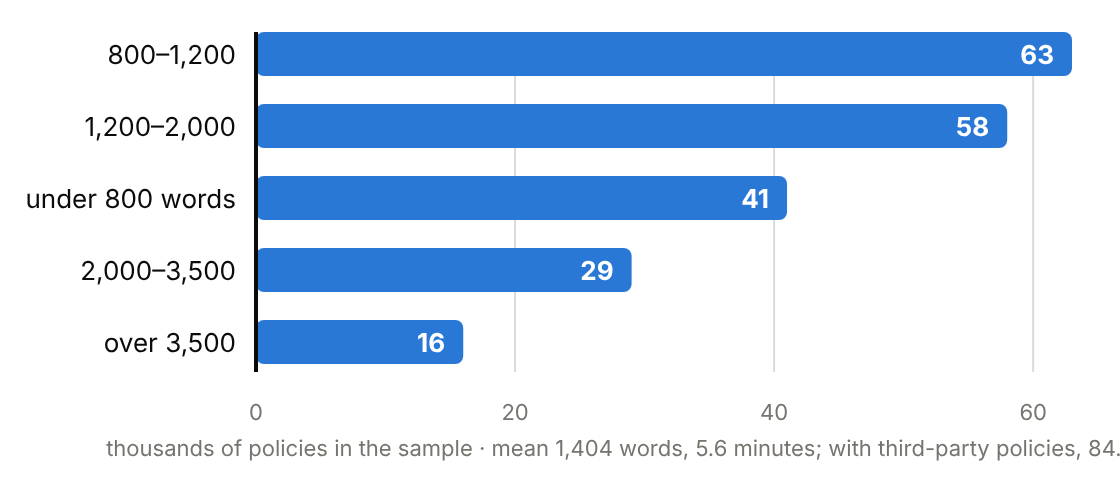 800–1,200
63
1,200–2,000
58
under 800 words
41
2,000–3,500
29
over 3,500
16
0 20 40 60
thousands of policies in the sample · mean 1,404 words, 5.6 minutes; with third-party policies, 84.